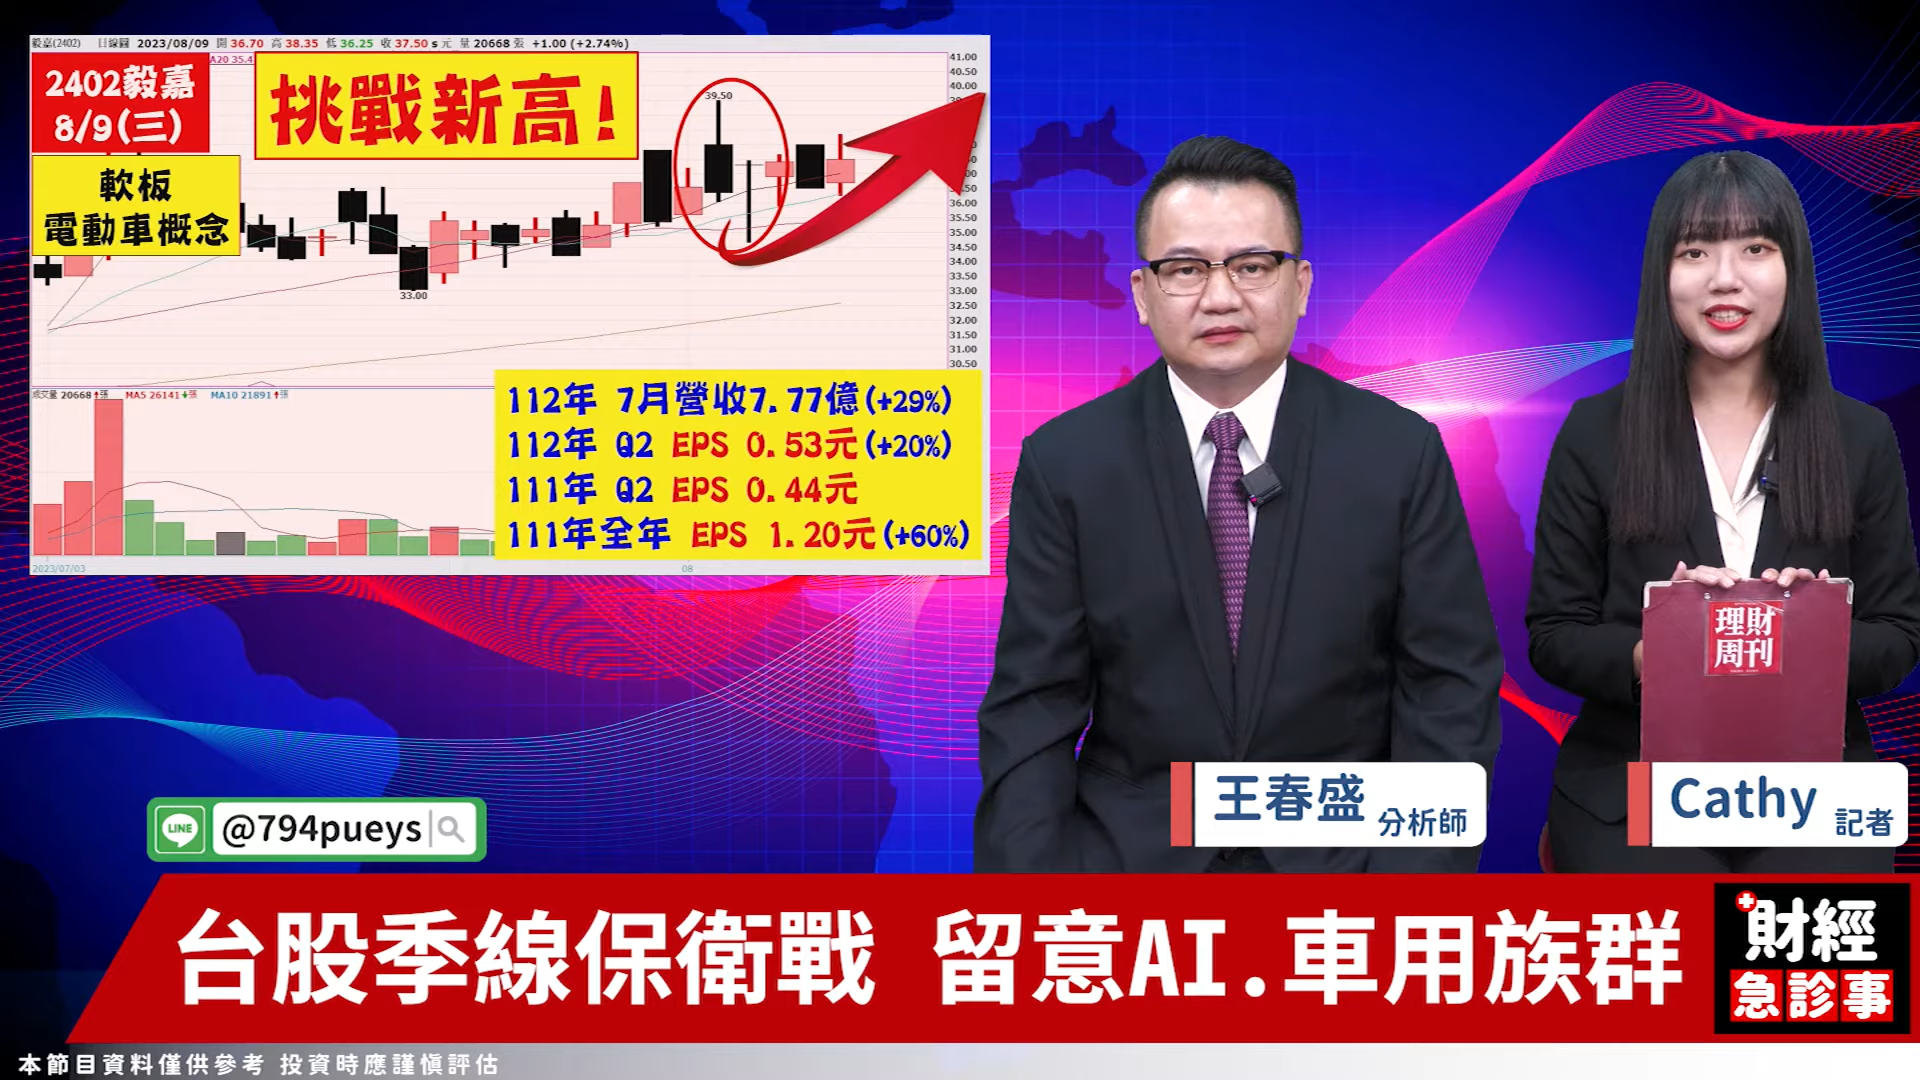 毅嘉(2402) 日線圖 2023/08/09 開 36.70 高 38.35 低 36.25 收 37.50 s 元 量 20668 張 +1.00 (+2.74%)
2402毅嘉
8/9(三)
軟板
電動車概念
挑戰新高!
39.50
33.00
41.00
40.50
40.00
36.00
35.50
35.00
34.50
34.00
33.50
33.00
32.50
32.00
31.50
31.00
30.50
成交量 20668↑張 MA5 26141↓張 MA10 21891↑張
112年 7月營收7.77億(+29%)
112年 Q2 EPS 0.53元(+20%)
111年 Q2 EPS 0.44元
111年全年 EPS 1.20元(+60%)
2023/07/03
08
理財
周刊
LINE @794pueys
王春盛 分析師
Cathy 記者
台股季線保衛戰 留意AI.車用族群
財經
急診事
本節目資料僅供參考 投資時應謹慎評估